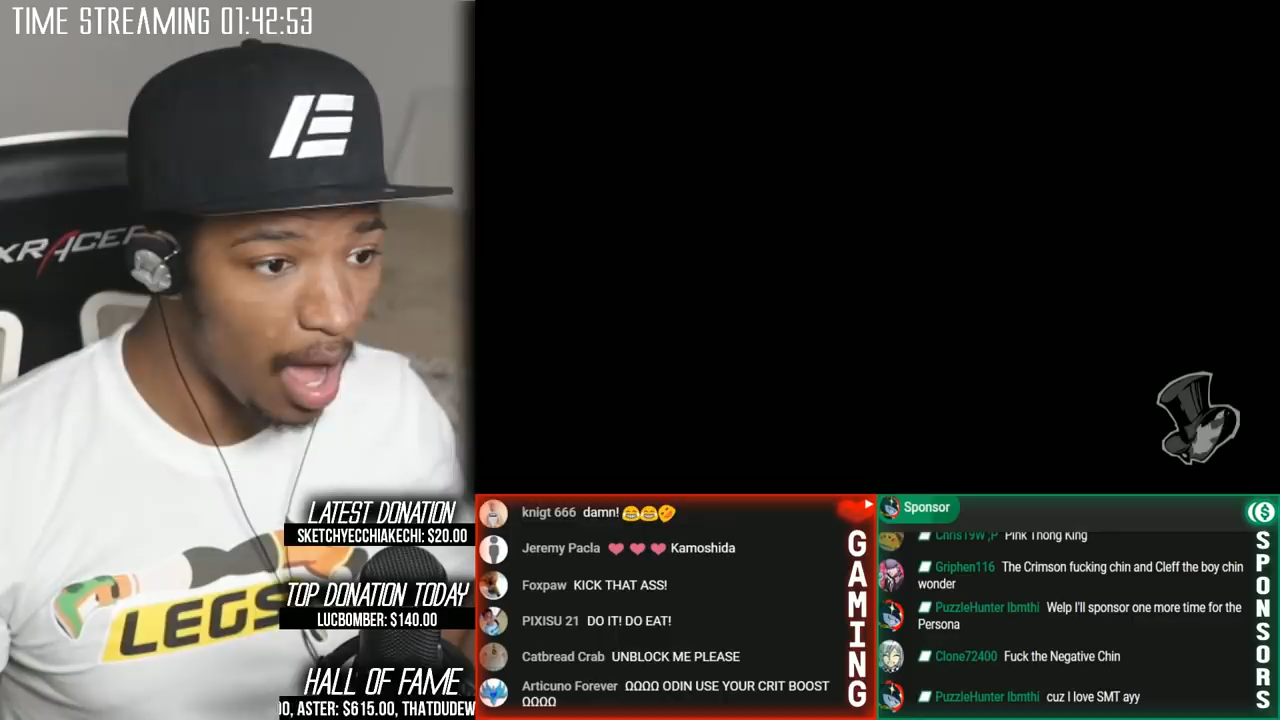 TIME STREAMING 01:42:53
XRACER
LEGS
LATEST DONATION
SKETCHYECCHIAKECHI: $20.00
TOP DONATION TODAY
LUCBOMBER: $140.00
HALL OF FAME
00, ASTER: $615.00, THATDUDEW
knigt 666 damn! 😂😂🤣
Jeremy Pacla ❤️ ❤️ ❤️ Kamoshida
Foxpaw KICK THAT ASS!
PIXISU 21 DO IT! DO EAT!
Catbread Crab UNBLOCK ME PLEASE
Articuno Forever ΩΩΩΩ ODIN USE YOUR CRIT BOOST
ΩΩΩΩ
GAMING
Sponsor
Chris19W ;P Pink Thong King
Griphen116 The Crimson fucking chin and Cleff the boy chin
wonder
PuzzleHunter Ibmthi Welp I'll sponsor one more time for the
Persona
Clone72400 Fuck the Negative Chin
PuzzleHunter Ibmthi cuz I love SMT ayy
SPONSORS